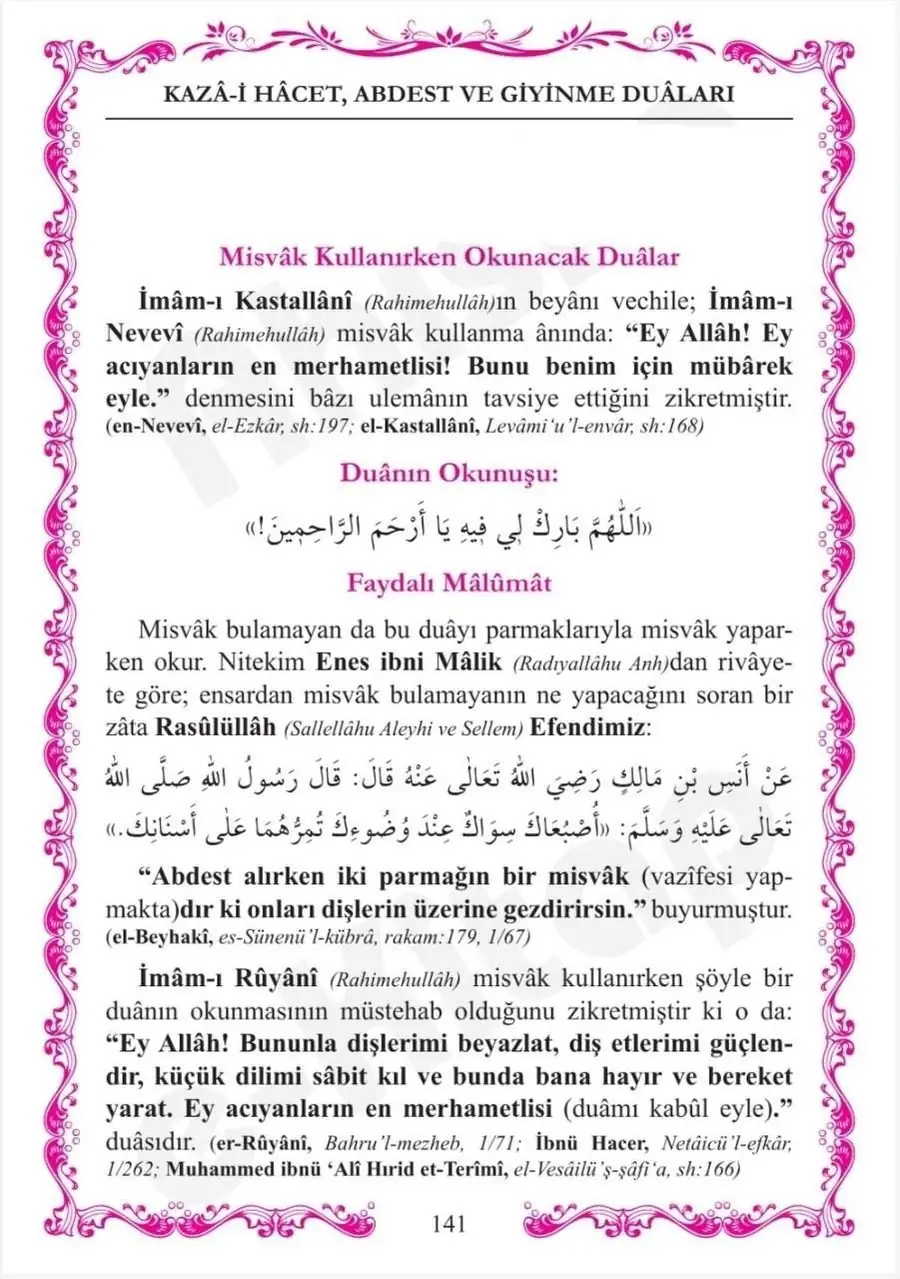 KAZÂ-İ HÂCET, ABDEST VE GİYİNME DUÂLARI
Misvâk Kullanırken Okunacak Duâlar
İmâm-ı Kastallânî (Rahimehullâh)ın beyânı vechile; İmâm-ı
Nevevî (Rahimehullâh) misvâk kullanma ânında: “Ey Allâh! Ey
acıyanların en merhametlisi! Bunu benim için mübârek
eyle.” denmesini bâzı ulemânın tavsiye ettiğini zikretmiştir.
(en-Nevevî, el-Ezkâr, sh:197; el-Kastallânî, Levâmi‘u’l-envâr, sh:168)
Duânın Okunuşu:
«اَللّٰهُمَّ بَارِكْ لِي فِيهِ يَا أَرْحَمَ الرَّاحِمِينَ!»
Faydalı Mâlûmât
Misvâk bulamayan da bu duâyı parmaklarıyla misvâk yapar-
ken okur. Nitekim Enes ibni Mâlik (Radıyallâhu Anh)dan rivâye-
te göre; ensardan misvâk bulamayanın ne yapacağını soran bir
zâta Rasûlüllâh (Sallellâhu Aleyhi ve Sellem) Efendimiz:
عَنْ أَنَسِ بْنِ مَالِكٍ رَضِيَ اللّٰهُ تَعَالٰى عَنْهُ قَالَ: قَالَ رَسُولُ اللّٰهِ صَلَّى اللّٰهُ
تَعَالٰى عَلَيْهِ وَسَلَّمَ: «أُصْبُعَاكَ سِوَاكٌ عِنْدَ وُضُوءِكَ تُمِرُّهُمَا عَلٰى أَسْنَانِكَ.»
“Abdest alırken iki parmağın bir misvâk (vazîfesi yap-
makta)dır ki onları dişlerin üzerine gezdirirsin.” buyurmuştur.
(el-Beyhakî, es-Sünenü’l-kübrâ, rakam:179, 1/67)
İmâm-ı Rûyânî (Rahimehullâh) misvâk kullanırken şöyle bir
duânın okunmasının müstehab olduğunu zikretmiştir ki o da:
“Ey Allâh! Bununla dişlerimi beyazlat, diş etlerimi güçlen-
dir, küçük dilimi sâbit kıl ve bunda bana hayır ve bereket
yarat. Ey acıyanların en merhametlisi (duâmı kabûl eyle).”
duâsıdır. (er-Rûyânî, Bahru’l-mezheb, 1/71; İbnü Hacer, Netâicü’l-efkâr,
1/262; Muhammed ibnü ‘Alî Hırid et-Terîmî, el-Vesâilü’ş-şâfi‘a, sh:166)
141